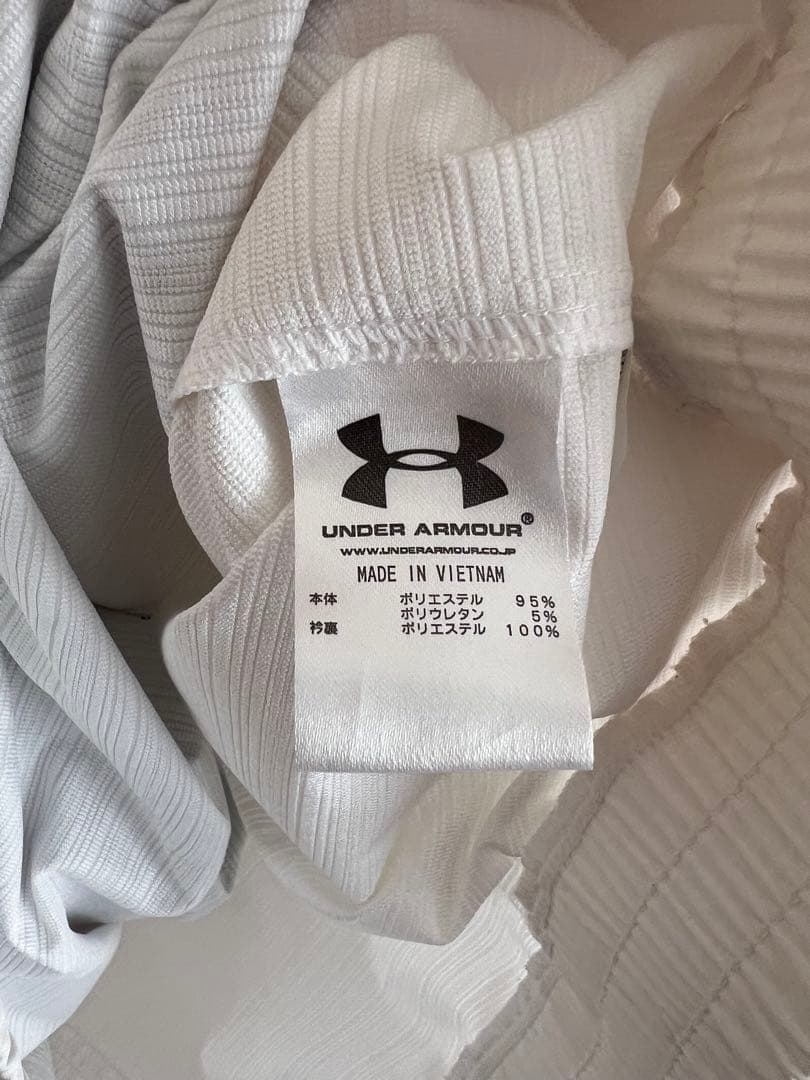 UNDER ARMOUR®
WWW.UNDERARMOUR.CO.JP
MADE IN VIETNAM
本体 ポリエステル 95%
ポリウレタン 5%
衿裏 ポリエステル 100%